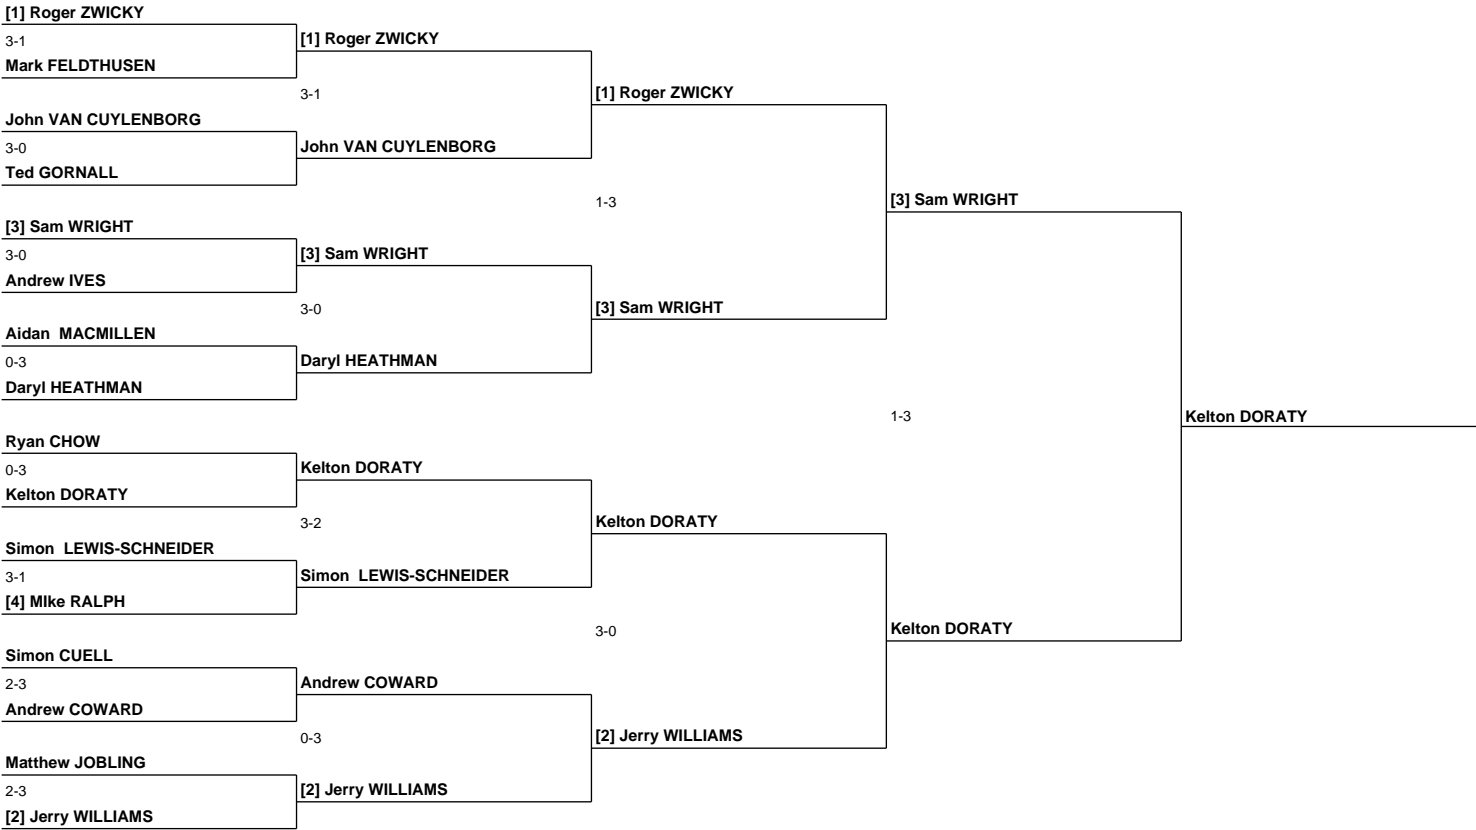 [1] Roger ZWICKY
3-1
Mark FELDTHUSEN
John VAN CUYLENBORG
3-0
Ted GORNALL
[3] Sam WRIGHT
3-0
Andrew IVES
Aidan  MACMILLEN
0-3
Daryl HEATHMAN
Ryan CHOW
0-3
Kelton DORATY
Simon  LEWIS-SCHNEIDER
3-1
[4] MIke RALPH
Simon CUELL
2-3
Andrew COWARD
Matthew JOBLING
2-3
[2] Jerry WILLIAMS
[1] Roger ZWICKY
3-1
John VAN CUYLENBORG
[3] Sam WRIGHT
3-0
Daryl HEATHMAN
Kelton DORATY
3-2
Simon  LEWIS-SCHNEIDER
Andrew COWARD
0-3
[2] Jerry WILLIAMS
[1] Roger ZWICKY
1-3
[3] Sam WRIGHT
Kelton DORATY
3-0
[2] Jerry WILLIAMS
[3] Sam WRIGHT
1-3
Kelton DORATY
Kelton DORATY